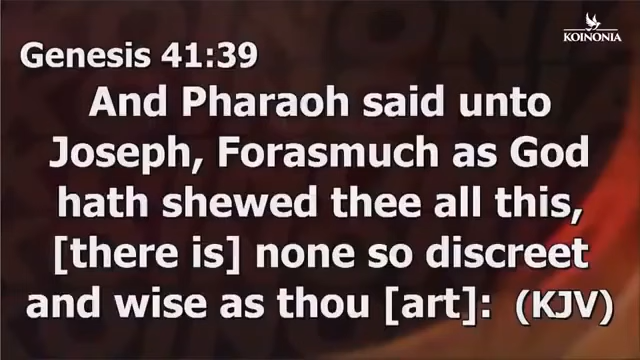 KOINONIA
Genesis 41:39
And Pharaoh said unto
Joseph, Forasmuch as God
hath shewed thee all this,
[there is] none so discreet
and wise as thou [art]: (KJV)